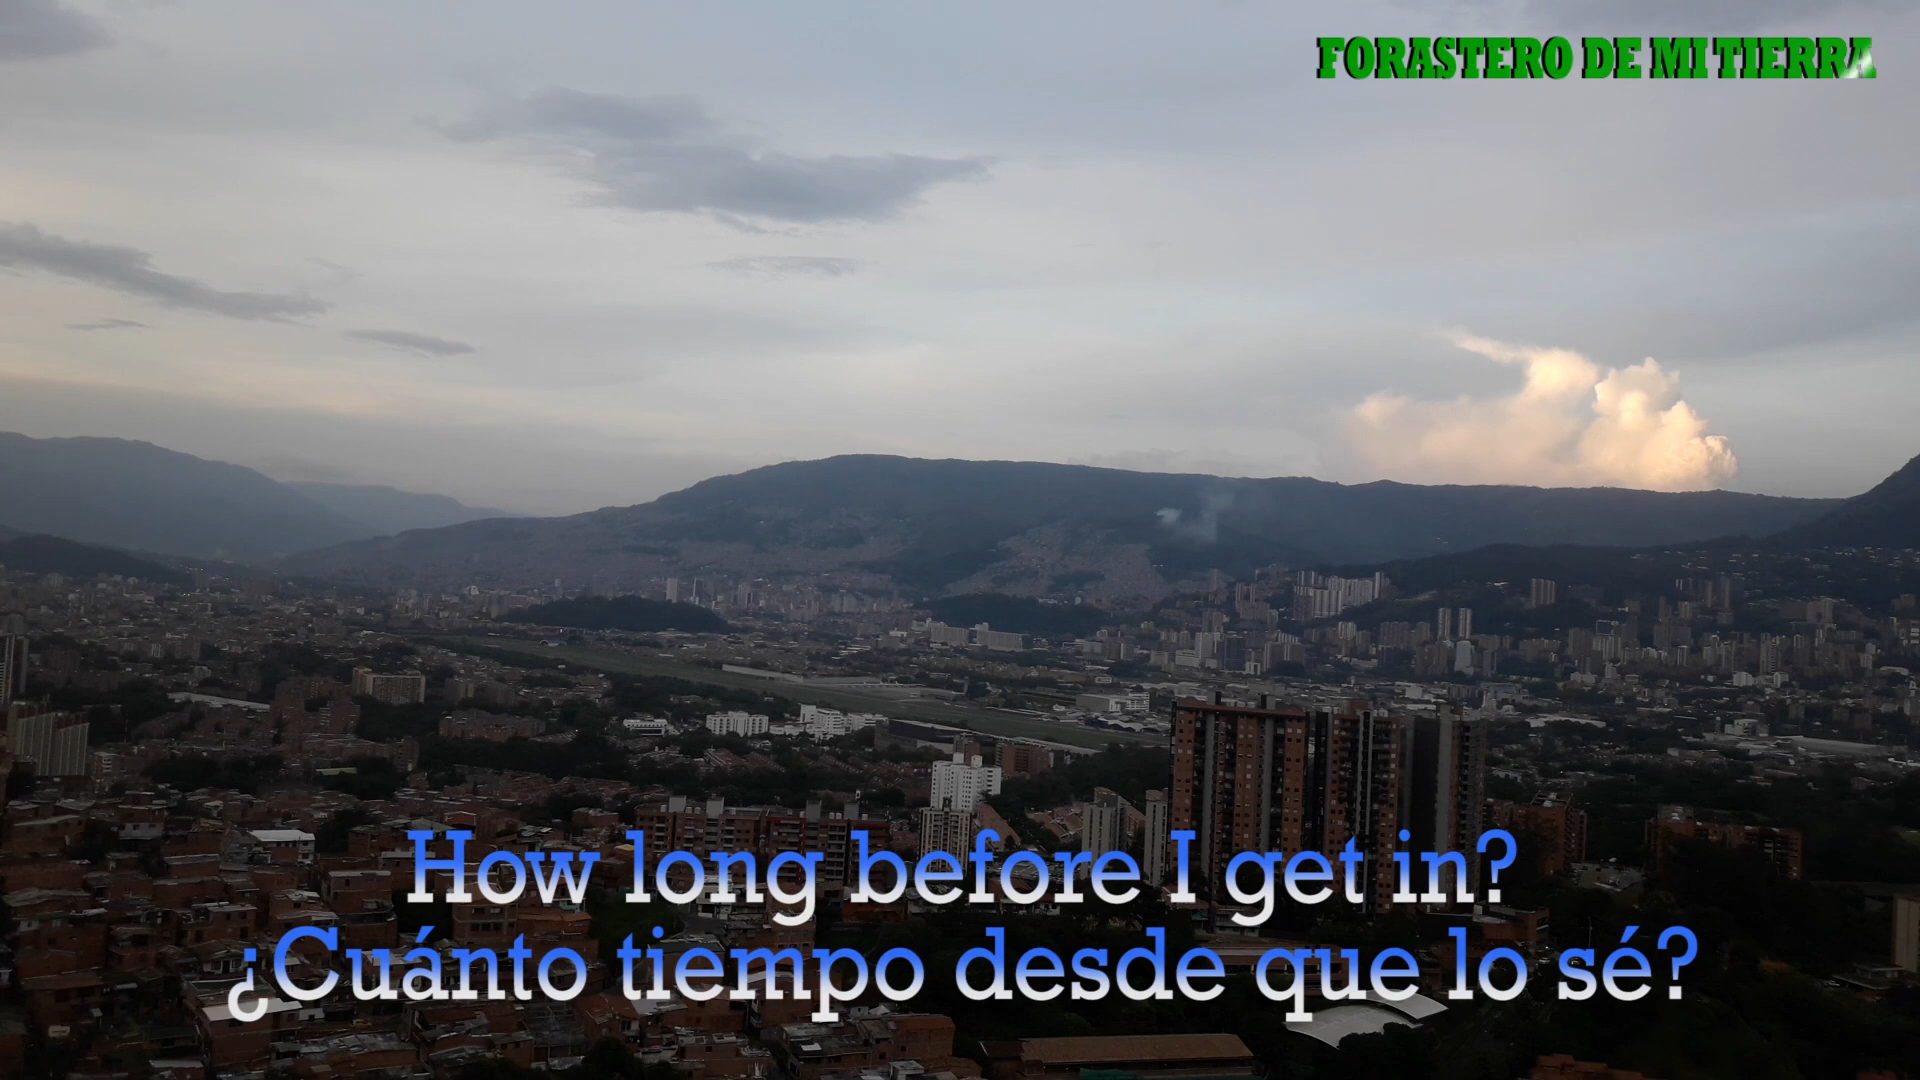 FORASTERO DE MI TIERRA
How long before I get in?
¿Cuánto tiempo desde que lo sé?